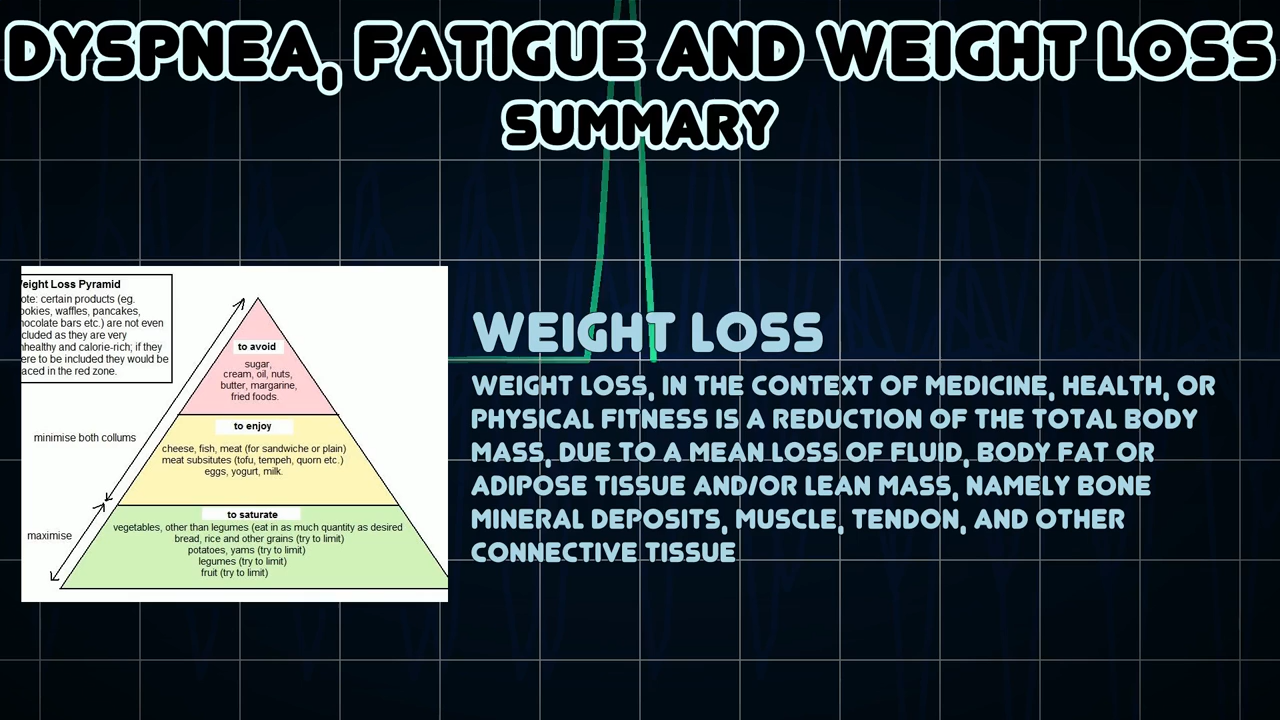 DYSPNEA, FATIGUE AND WEIGHT LOSS
SUMMARY
eight Loss Pyramid
ote: certain products (eg.
ookies, waffles, pancakes,
hocolate bars etc.) are not even
cluded as they are very
nhealthy and calorie-rich; if they
ere to be included they would be
aced in the red zone.
to avoid
sugar,
cream, oil, nuts,
butter, margarine,
fried foods.
minimise both collums
to enjoy
cheese, fish, meat (for sandwiche or plain)
meat subsitutes (tofu, tempeh, quorn etc.)
eggs, yogurt, milk.
maximise
to saturate
vegetables, other than legumes (eat in as much quantity as desired
bread, rice and other grains (try to limit)
potatoes, yams (try to limit)
legumes (try to limit)
fruit (try to limit)
WEIGHT LOSS
WEIGHT LOSS, IN THE CONTEXT OF MEDICINE, HEALTH, OR
PHYSICAL FITNESS IS A REDUCTION OF THE TOTAL BODY
MASS, DUE TO A MEAN LOSS OF FLUID, BODY FAT OR
ADIPOSE TISSUE AND/OR LEAN MASS, NAMELY BONE
MINERAL DEPOSITS, MUSCLE, TENDON, AND OTHER
CONNECTIVE TISSUE